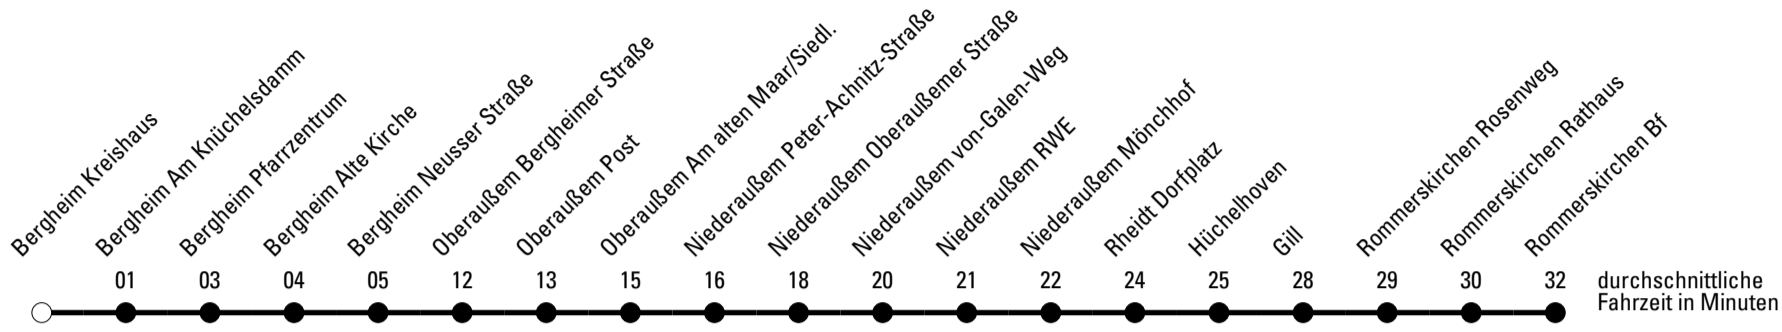 Bergheim Kreishaus
Bergheim Am Knüchelsdamm
Bergheim Pfarrzentrum
Bergheim Alte Kirche
Bergheim Neusser Straße
Oberaußem Bergheimer Straße
Oberaußem Post
Oberaußem Am alten Maar/Siedl.
Niederaußem Peter-Achnitz-Straße
Niederaußem Oberaußemer Straße
Niederaußem von-Galen-Weg
Niederaußem RWE
Niederaußem Mönchhof
Rheidt Dorfplatz
Hüchelhoven
Gill
Rommerskirchen Rosenweg
Rommerskirchen Rathaus
Rommerskirchen Bf
01 03 04 05 12 13 15 16 18 20 21 22 24 25 28 29 30 32
durchschnittliche
Fahrzeit in Minuten